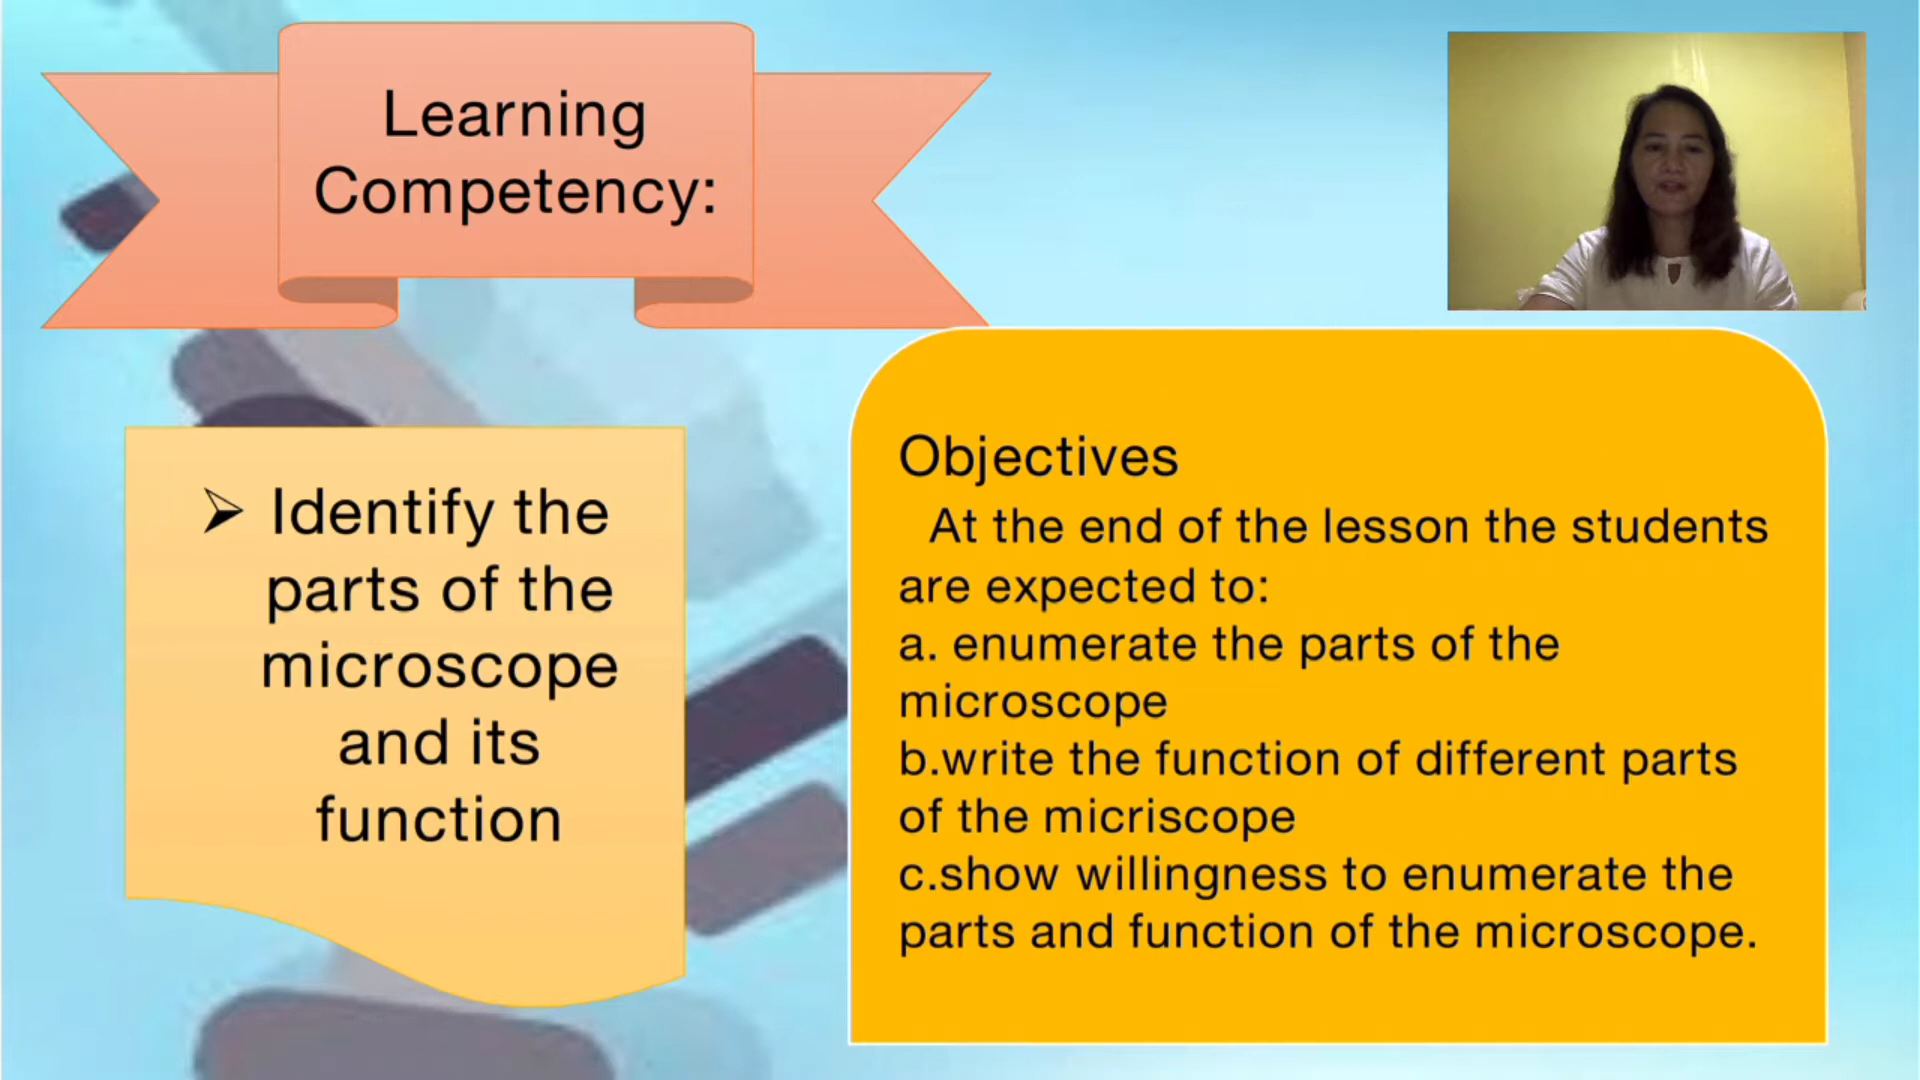 Learning
Competency:
➢ Identify the
parts of the
microscope
and its
function
Objectives
At the end of the lesson the students
are expected to:
a. enumerate the parts of the
microscope
b.write the function of different parts
of the micriscope
c.show willingness to enumerate the
parts and function of the microscope.